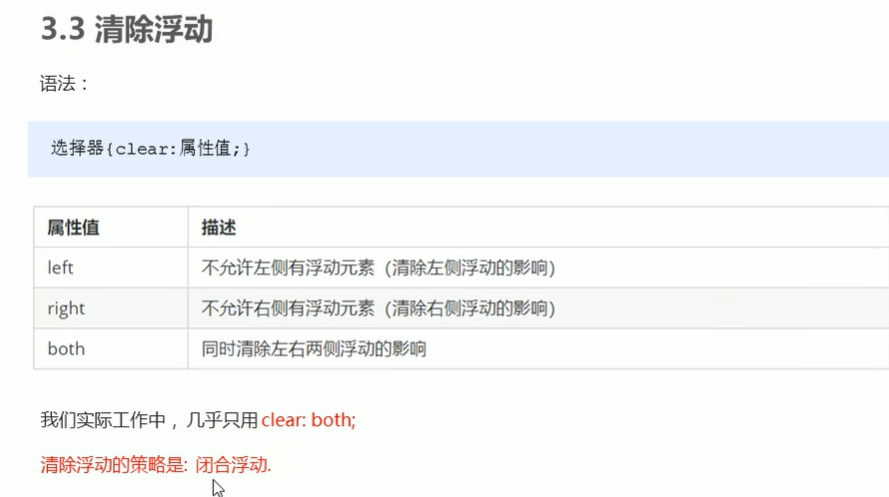 3.3 清除浮动
语法：
选择器{clear:属性值;}
属性值 描述
left 不允许左侧有浮动元素（清除左侧浮动的影响）
right 不允许右侧有浮动元素（清除右侧浮动的影响）
both 同时清除左右两侧浮动的影响
我们实际工作中，几乎只用 clear: both;
清除浮动的策略是: 闭合浮动.